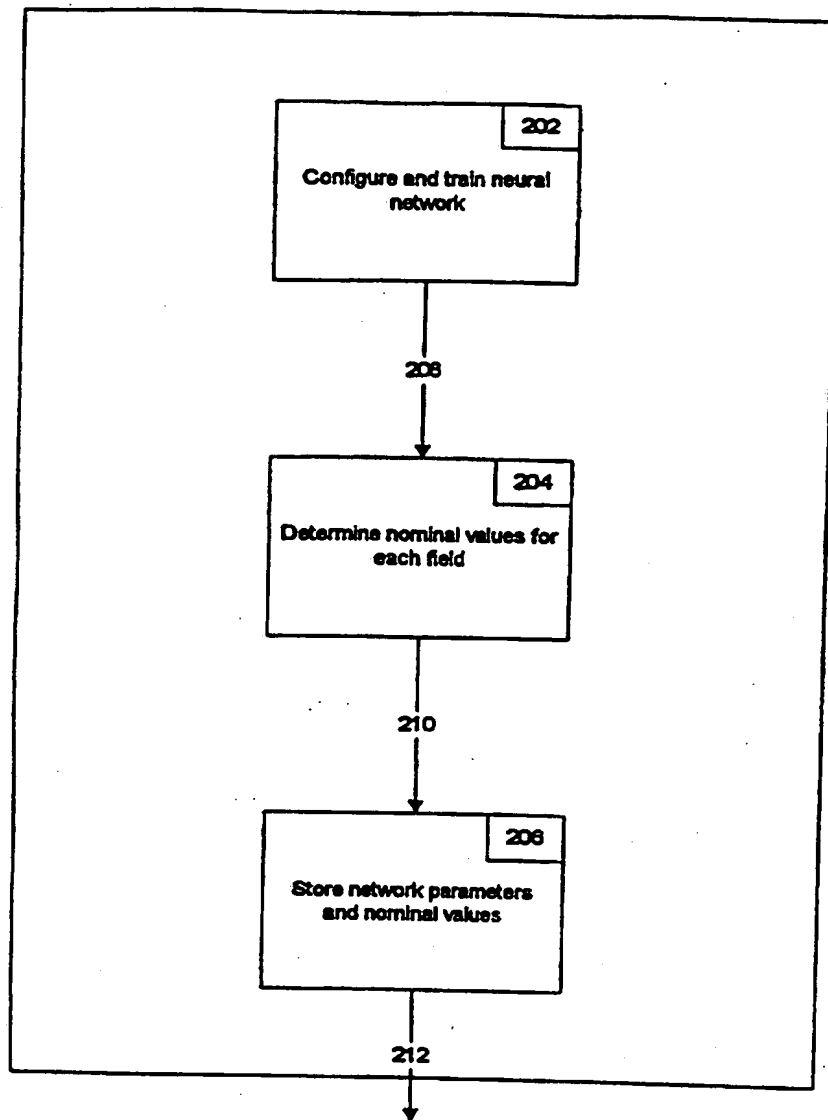 202
Configure and train neural
network
208
204
Determine nominal values for
each field
210
206
Store network parameters
and nominal values
212